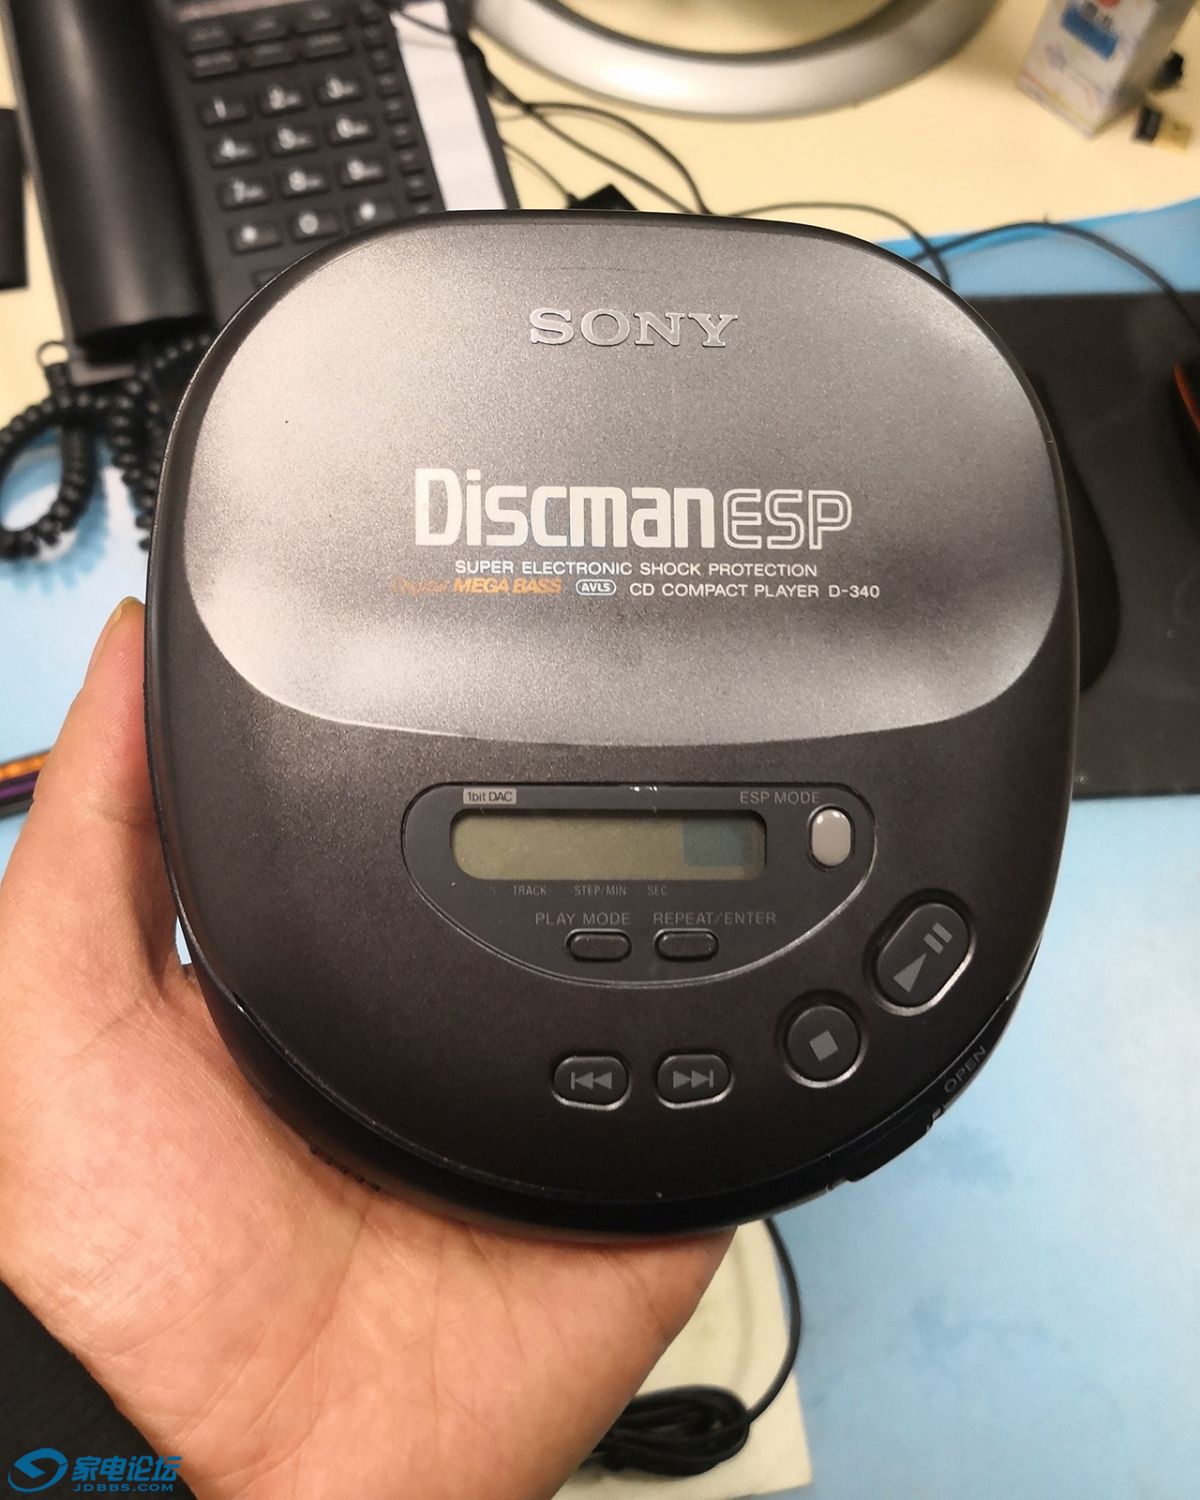 SONY
Discman ESP
SUPER ELECTRONIC SHOCK PROTECTION
Digital MEGA BASS AVLS CD COMPACT PLAYER D-340
1bit DAC ESP MODE
TRACK STEP/MIN SEC
PLAY MODE REPEAT/ENTER
OPEN
家电论坛
JDBBS.COM